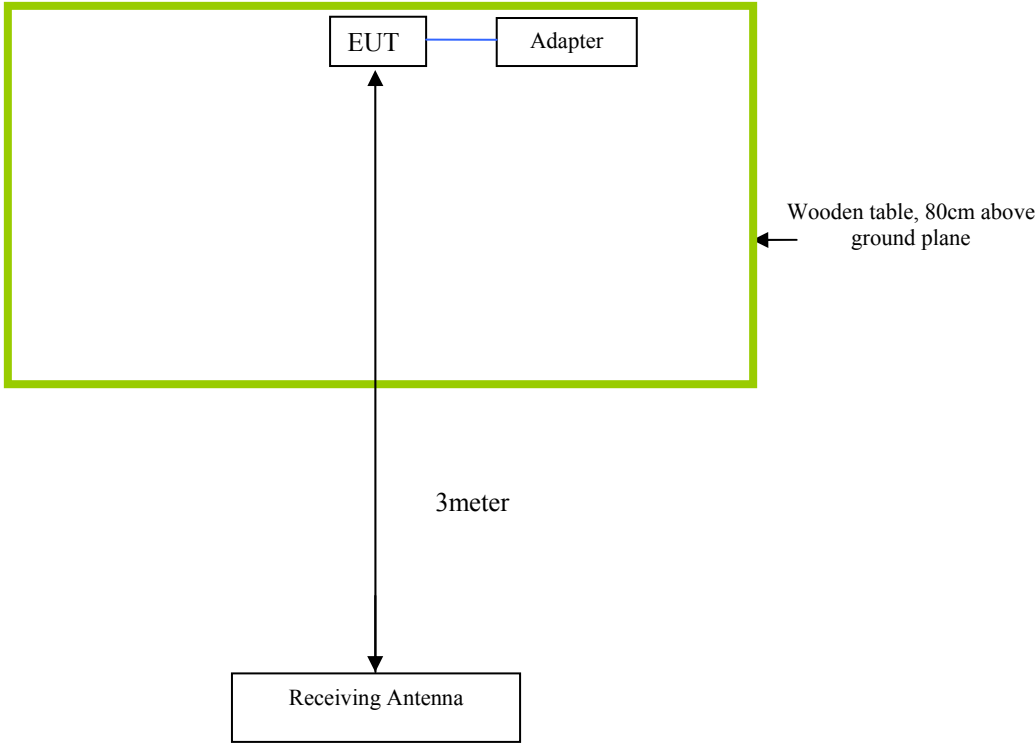 EUT
Adapter
Wooden table, 80cm above
ground plane
3meter
Receiving Antenna